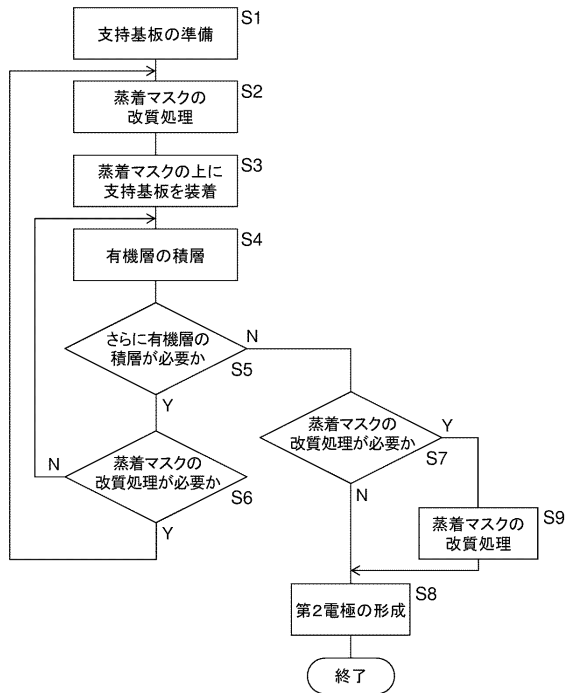 S1
支持基板の準備
S2
蒸着マスクの
改質処理
S3
蒸着マスクの上に
支持基板を装着
S4
有機層の積層
さらに有機層の
積層が必要か
N
S5
Y
蒸着マスクの
改質処理が必要か
N
S6
Y
蒸着マスクの
改質処理が必要か
Y
S7
N
S9
蒸着マスクの
改質処理
S8
第2電極の形成
終了